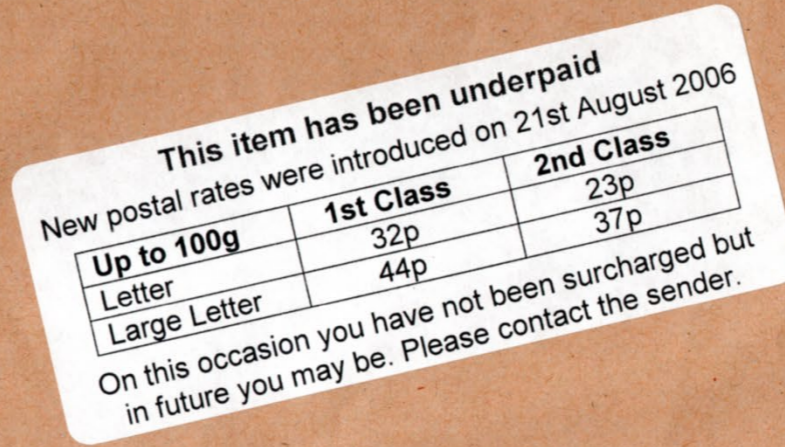 This item has been underpaid
New postal rates were introduced on 21st August 2006
Up to 100g 1st Class 2nd Class
Letter 32p 23p
Large Letter 44p 37p
On this occasion you have not been surcharged but
in future you may be. Please contact the sender.